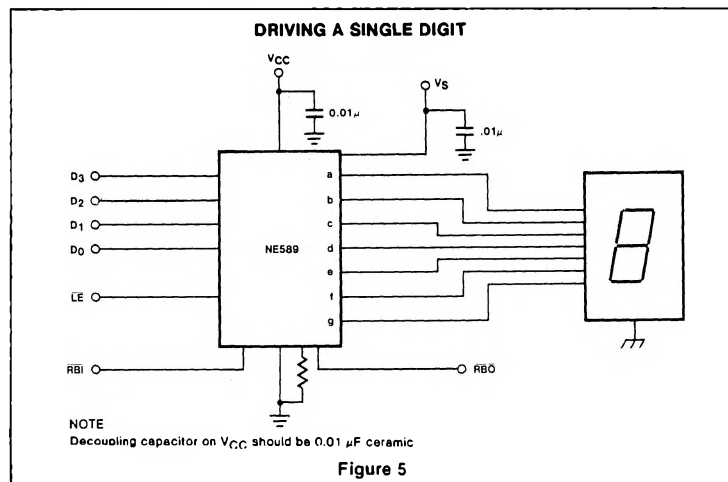 DRIVING A SINGLE DIGIT
VCC
0.01μ
VS
.01μ
D3
D2
D1
D0
LE
RBI
NE589
a
b
c
d
e
f
g
RBO
NOTE
Decoupling capacitor on VCC should be 0.01 μF ceramic
Figure 5